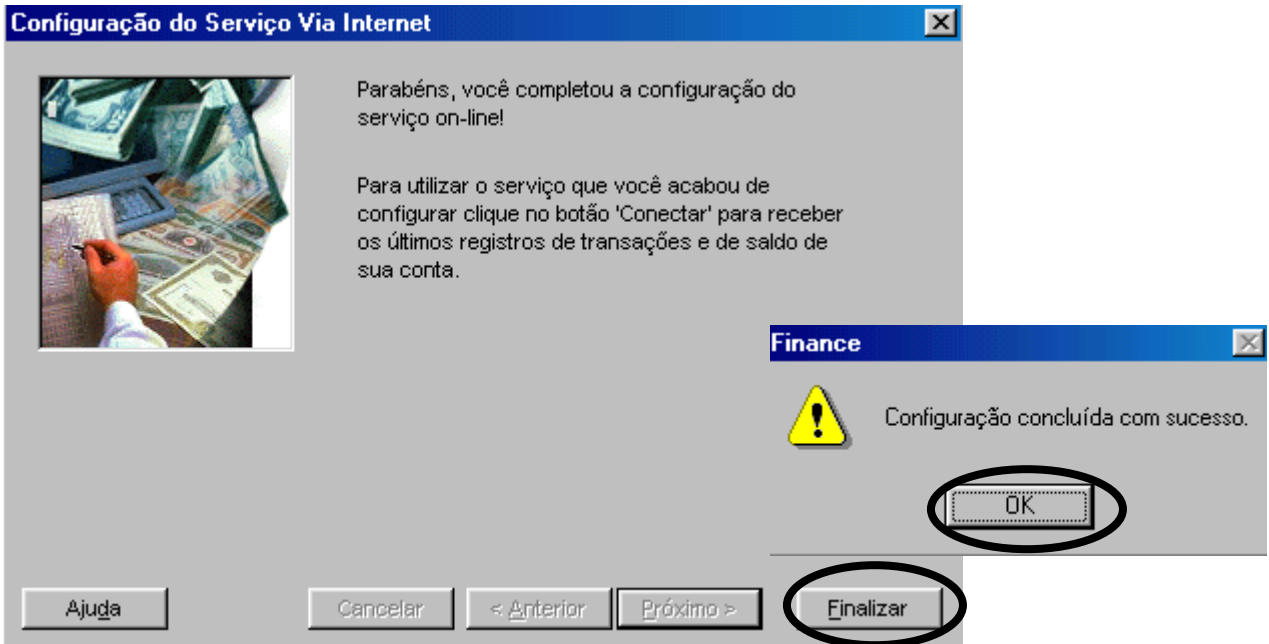 Configuração do Serviço Via Internet
Parabéns, você completou a configuração do
serviço on-line!
Para utilizar o serviço que você acabou de
configurar clique no botão 'Conectar' para receber
os últimos registros de transações e de saldo de
sua conta.
Finance
Configuração concluída com sucesso.
OK
Ajuda
Cancelar
< Anterior
Próximo >
Finalizar